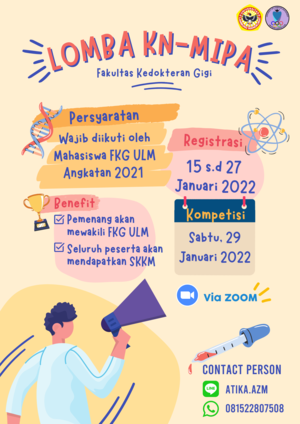 LOMBA KN-MIPA
Fakultas Kedokteran Gigi
Persyaratan
Wajib diikuti oleh
Mahasiswa FKG ULM
Angkatan 2021
Registrasi
15 s.d 27
Januari 2022
Benefit
Pemenang akan
mewakili FKG ULM
Seluruh peserta akan
mendapatkan SKKM
Kompetisi
Sabtu, 29
Januari 2022
Via ZOOM
CONTACT PERSON
LINE
ATIKA.AZM
081522807508